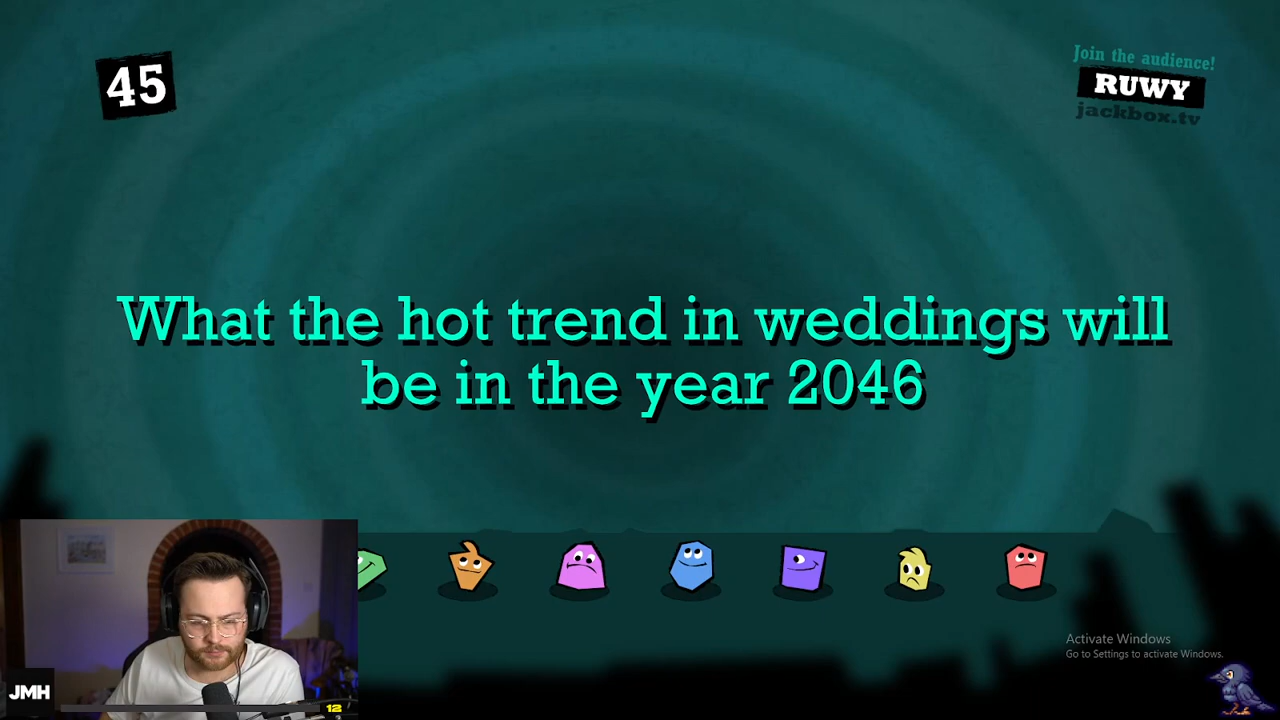 45
Join the audience!
RUWY
jackbox.tv
What the hot trend in weddings will
be in the year 2046
Activate Windows
Go to Settings to activate Windows.
JMH
12